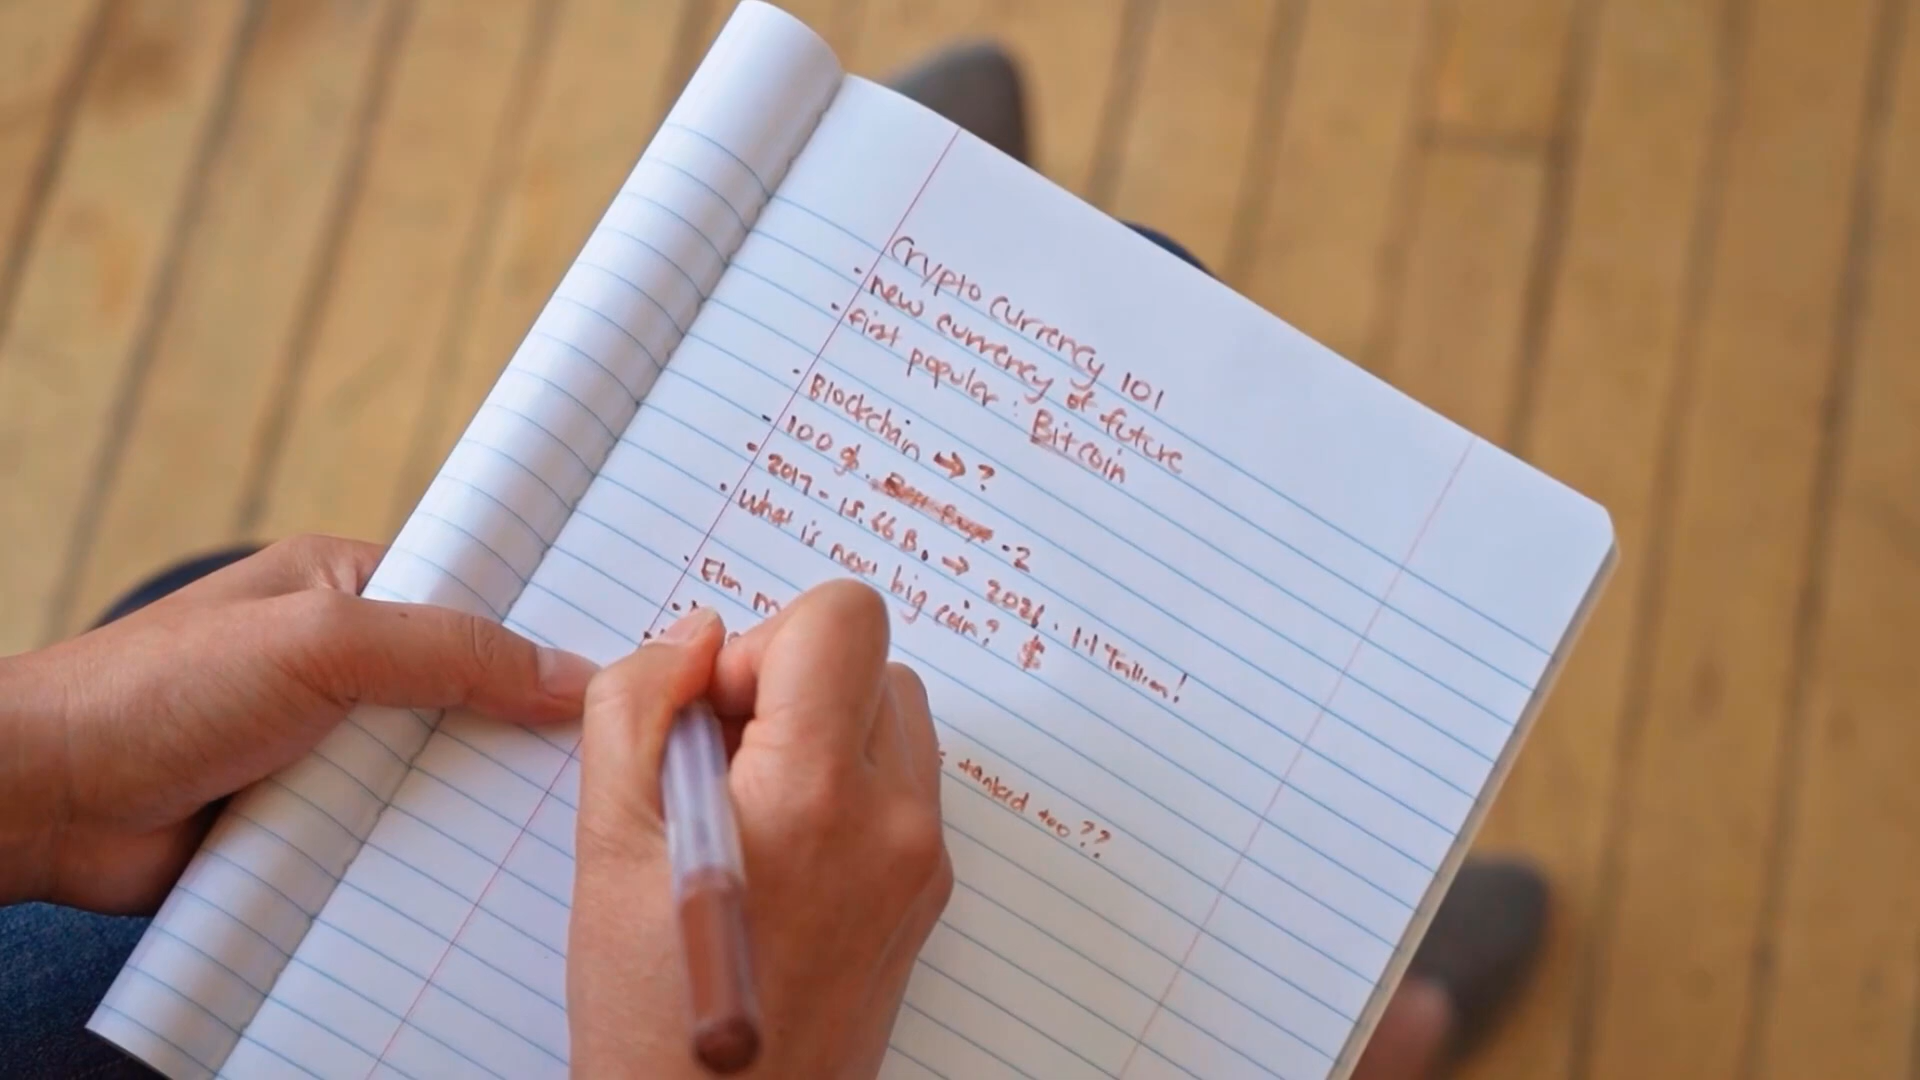 Crypto currency 101
• new currency of future
• first popular : Bitcoin
• Blockchain → ?
• 100 $. - 2
• 2017 - 15.66 B. → 2021. 1.1 Trillion!
• What is next big coin? $
• Elon m
tanked too ??